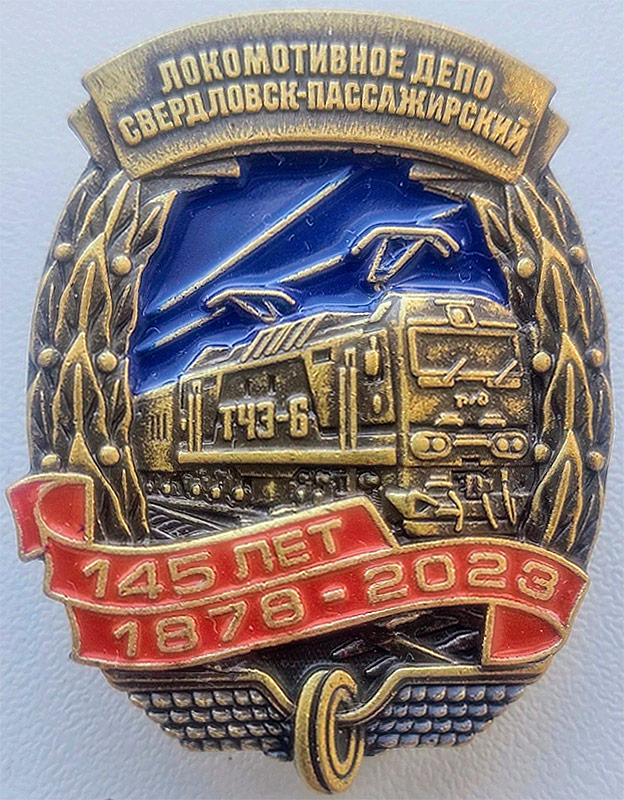 ЛОКОМОТИВНОЕ ДЕПО
СВЕРДЛОВСК-ПАССАЖИРСКИЙ
ТЧЭ-6
145 ЛЕТ
1878 - 2023